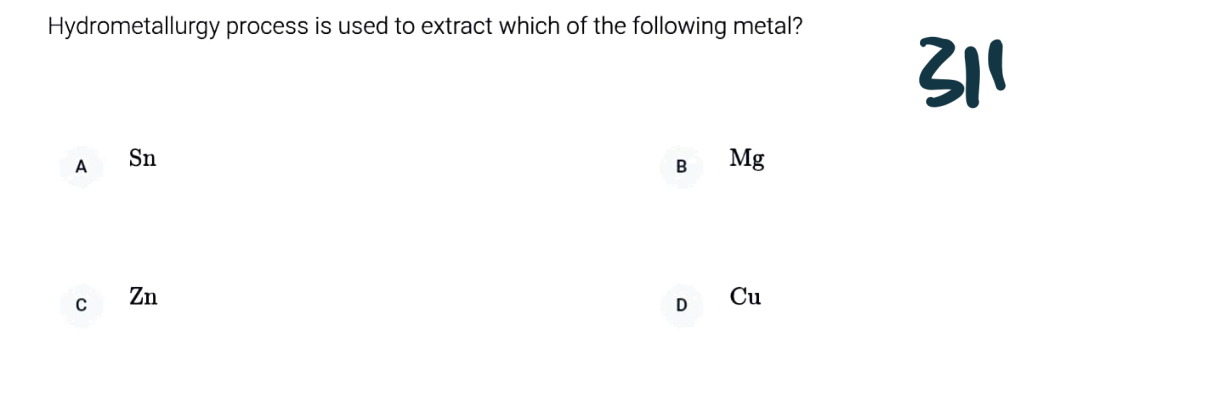 Hydrometallurgy process is used to extract which of the following metal?
311
A Sn
B Mg
C Zn
D Cu